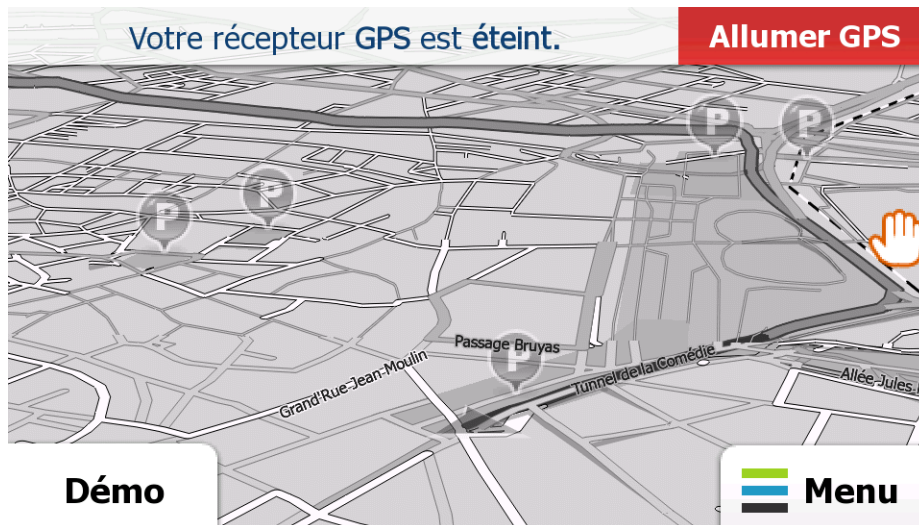 Votre récepteur GPS est éteint.
Allumer GPS
P
P
P
P
Passage Bruyas
P
Grand'Rue-Jean-Moulin
Tunnel de la Comédie
Allée-Jules
Démo
Menu